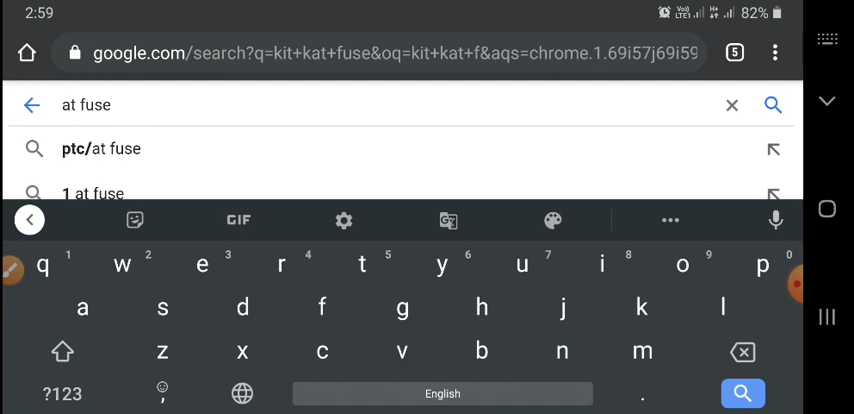 2:59 Vo) LTE1 H+ 82%
google.com/search?q=kit+kat+fuse&oq=kit+kat+f&aqs=chrome.1.69i57j69i59 5
at fuse
ptc/at fuse
1 at fuse
GIF
q 1 w 2 e 3 r 4 t 5 y 6 u 7 i 8 o 9 p 0
a s d f g h j k l
z x c v b n m
?123 , English .